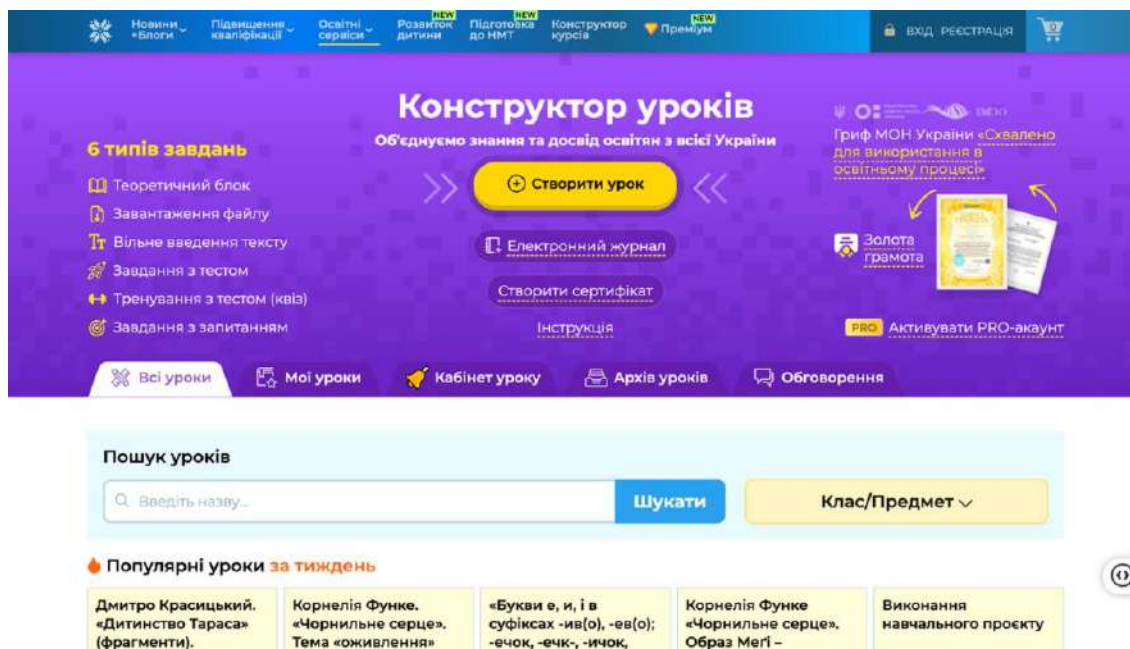 Новини +Блоги
Підвищення кваліфікації
Освітні сервіси
Розвиток дитини NEW
Підготовка до НМТ NEW
Конструктор курсів
Преміум NEW
ВХІД РЕЄСТРАЦІЯ
0
Конструктор уроків
Об'єднуємо знання та досвід освітян з всієї України
6 типів завдань
Теоретичний блок
Завантаження файлу
Вільне введення тексту
Завдання з тестом
Тренування з тестом (квіз)
Завдання з запитанням
Створити урок
Електронний журнал
Створити сертифікат
Інструкція
Гриф МОН України «Схвалено
для використання в
освітньому процесі»
Золота
грамота
PRO Активувати PRO-акаунт
Всі уроки
Мої уроки
Кабінет уроку
Архів уроків
Обговорення
Пошук уроків
Введіть назву...
Шукати
Клас/Предмет
Популярні уроки за тиждень
Дмитро Красицький.
«Дитинство Тараса»
(фрагменти).
Корнелія Функе.
«Чорнильне серце».
Тема «оживлення»
«Букви е, и, і в
суфіксах -ив(о), -ев(о);
-ечок, -ечк-, -ичок,
Корнелія Функе
«Чорнильне серце».
Образ Меґі –
Виконання
навчального проєкту